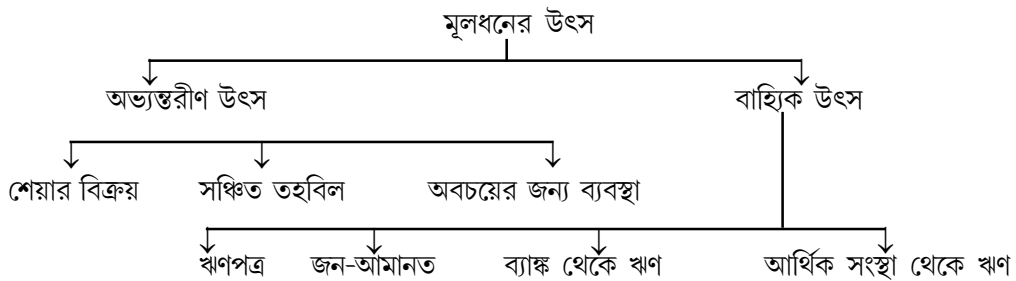 মূলধনের উৎস
অভ্যন্তরীণ উৎস বাহ্যিক উৎস
শেয়ার বিক্রয় সঞ্চিত তহবিল অবচয়ের জন্য ব্যবস্থা
ঋণপত্র জন-আমানত ব্যাঙ্ক থেকে ঋণ আর্থিক সংস্থা থেকে ঋণ